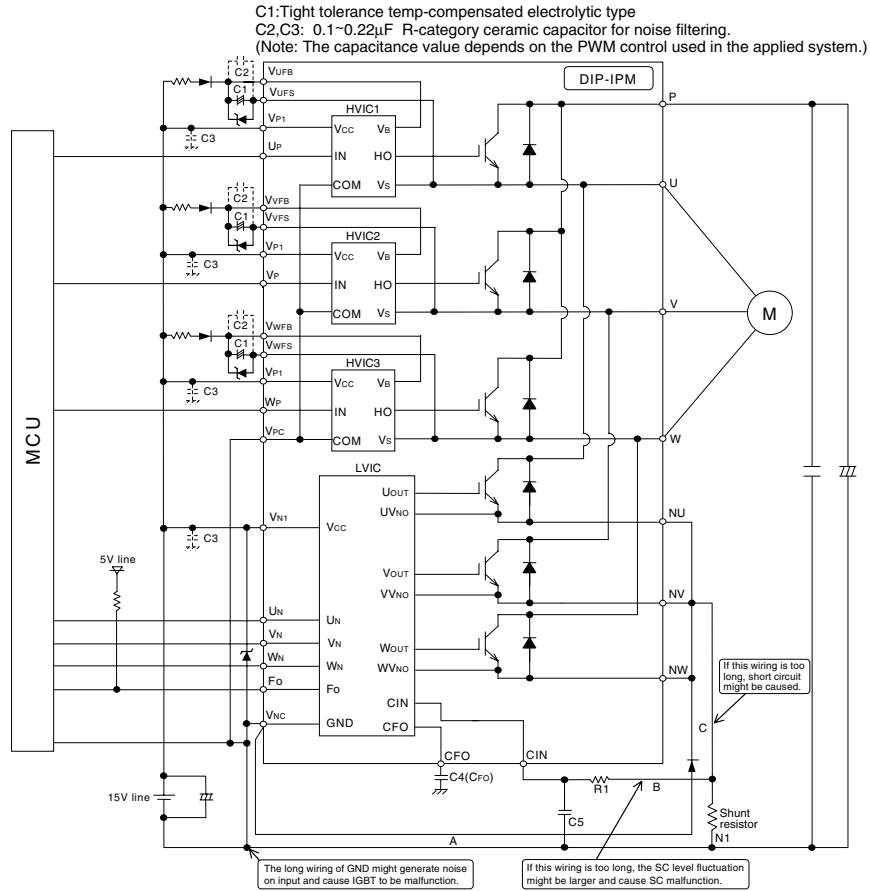 C1:Tight tolerance temp-compensated electrolytic type
C2,C3: 0.1~0.22μF R-category ceramic capacitor for noise filtering.
(Note: The capacitance value depends on the PWM control used in the applied system.)
DIP-IPM
C2
VUFB
C1
VUFS
HVIC1
P
VP1
VCC
VB
C3
UP
IN
HO
COM
VS
U
C2
VVFB
C1
VVFS
HVIC2
VP1
VCC
VB
C3
VP
IN
HO
COM
VS
V
M
C2
VWFB
C1
VWFS
HVIC3
VP1
VCC
VB
C3
WP
IN
HO
VPC
COM
VS
W
MCU
LVIC
UOUT
UVNO
NU
VN1
VCC
C3
5V line
VOUT
VVNO
NV
UN
UN
VN
VN
WOUT
WN
WN
WVNO
NW
FO
FO
If this wiring is too
long, short circuit
might be caused.
CIN
VNC
GND
CFO
C
CFO
CIN
C4(CFO)
15V line
R1
B
C5
Shunt
resistor
N1
A
The long wiring of GND might generate noise
on input and cause IGBT to be malfunction.
If this wiring is too long, the SC level fluctuation
might be larger and cause SC malfunction.